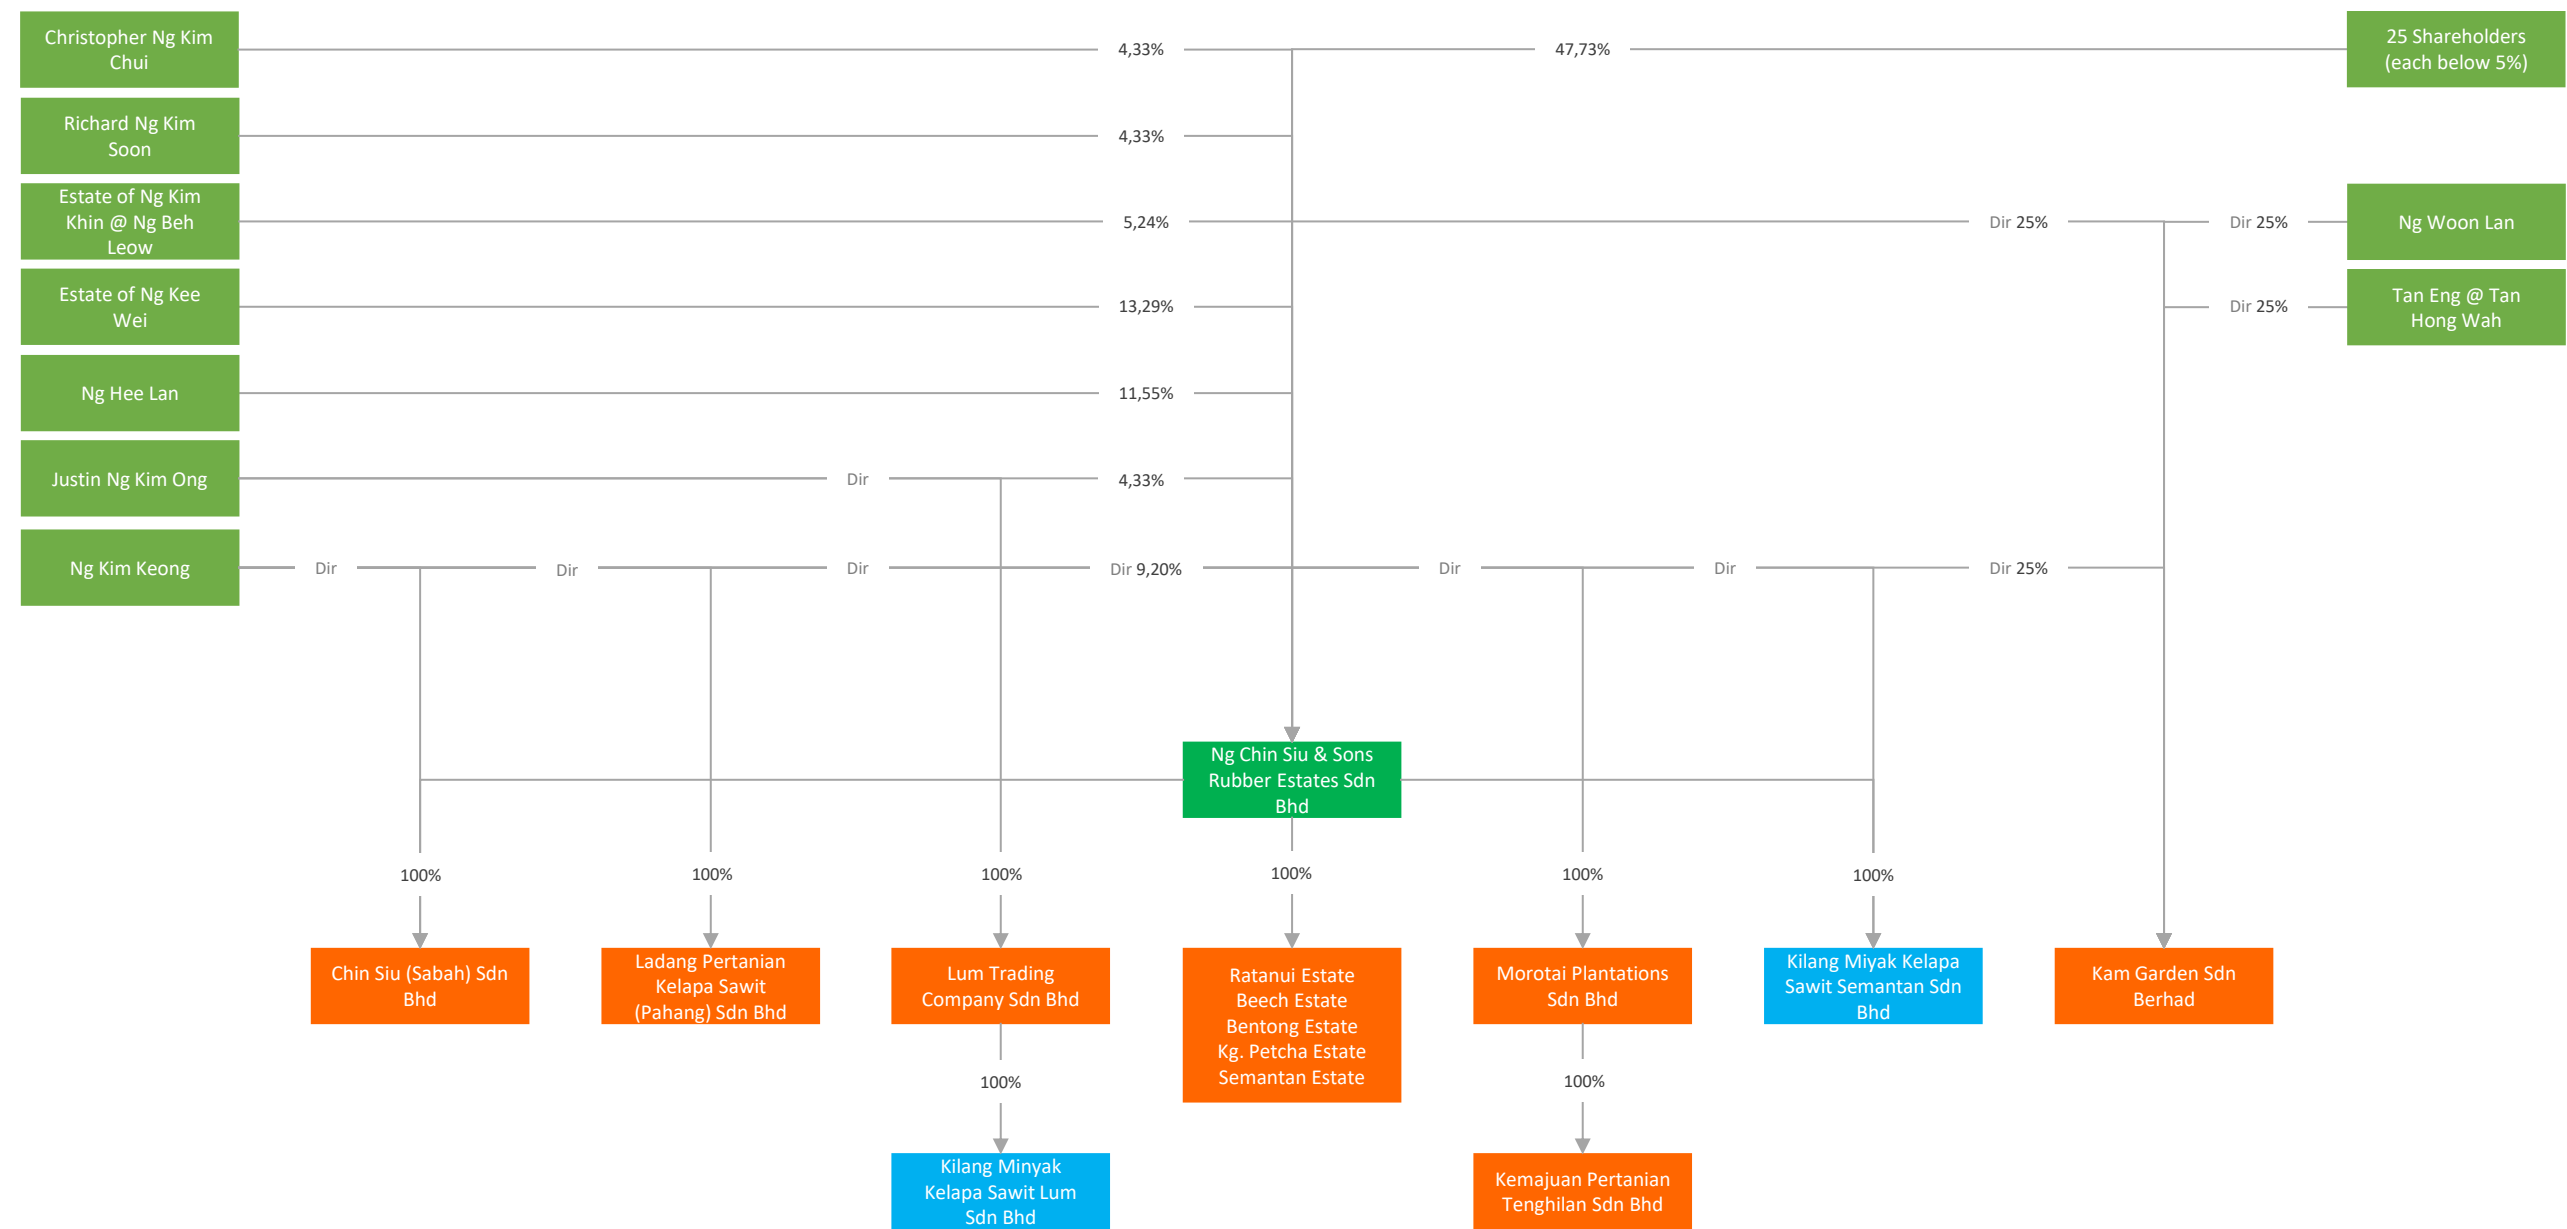 Christopher Ng Kim
Chui
4,33%
47,73%
25 Shareholders
(each below 5%)
Richard Ng Kim
Soon
4,33%
Estate of Ng Kim
Khin @ Ng Beh
Leow
5,24%
Dir 25%
Dir 25%
Ng Woon Lan
Estate of Ng Kee
Wei
13,29%
Dir 25%
Tan Eng @ Tan
Hong Wah
Ng Hee Lan
11,55%
Justin Ng Kim Ong
Dir
4,33%
Ng Kim Keong
Dir
Dir
Dir
Dir 9,20%
Dir
Dir
Dir 25%
Ng Chin Siu & Sons
Rubber Estates Sdn
Bhd
100%
100%
100%
100%
100%
100%
Chin Siu (Sabah) Sdn
Bhd
Ladang Pertanian
Kelapa Sawit
(Pahang) Sdn Bhd
Lum Trading
Company Sdn Bhd
Ratanui Estate
Beech Estate
Bentong Estate
Kg. Petcha Estate
Semantan Estate
Morotai Plantations
Sdn Bhd
Kilang Miyak Kelapa
Sawit Semantan Sdn
Bhd
Kam Garden Sdn
Berhad
100%
100%
Kilang Minyak
Kelapa Sawit Lum
Sdn Bhd
Kemajuan Pertanian
Tenghilan Sdn Bhd